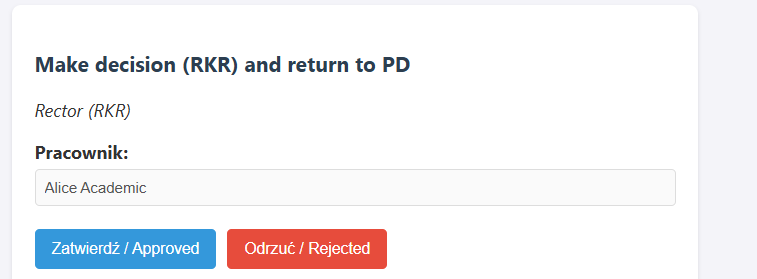 Make decision (RKR) and return to PD
Rector (RKR)
Pracownik:
Alice Academic
Zatwierdź / Approved
Odrzuć / Rejected